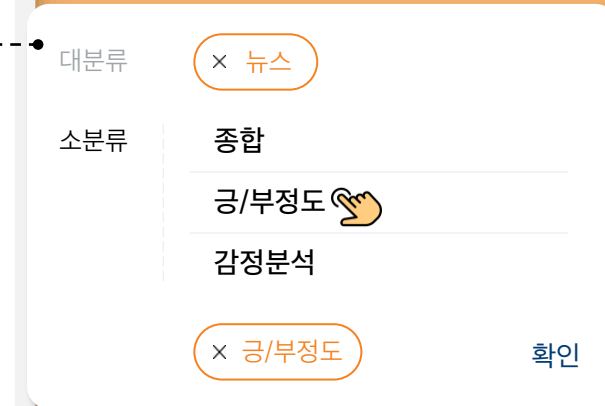 대분류 × 뉴스
소분류 종합
긍/부정도
감정분석
× 긍/부정도 확인